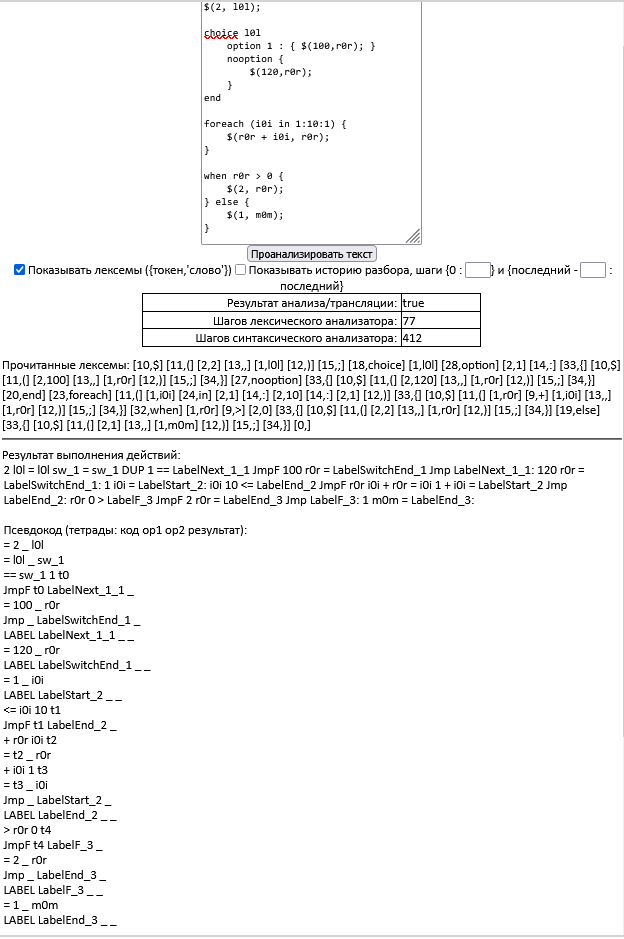 $(2, l0l);
choice l0l
option 1 : { $(100,r0r); }
nooption {
$(120,r0r);
}
end
foreach (i0i in 1:10:1) {
$(r0r + i0i, r0r);
}
when r0r > 0 {
$(2, r0r);
} else {
$(1, m0m);
}
Проанализировать текст
Показывать лексемы ({токен,'слово'}) Показывать историю разбора, шаги {0 : } и {последний - :
последний}
Результат анализа/трансляции: true
Шагов лексического анализатора: 77
Шагов синтаксического анализатора: 412
Прочитанные лексемы: [10,$] [11,(] [2,2] [13,,] [1,l0l] [12,)] [15,;] [18,choice] [1,l0l] [28,option] [2,1] [14,:] [33,{] [10,$]
[11,(] [2,100] [13,,] [1,r0r] [12,)] [15,;] [34,}] [27,nooption] [33,{] [10,$] [11,(] [2,120] [13,,] [1,r0r] [12,)] [15,;] [34,}]
[20,end] [23,foreach] [11,(] [1,i0i] [24,in] [2,1] [14,:] [2,10] [14,:] [2,1] [12,)] [33,{] [10,$] [11,(] [1,r0r] [9,+] [1,i0i] [13,,]
[1,r0r] [12,)] [15,;] [34,}] [32,when] [1,r0r] [9,>] [2,0] [33,{] [10,$] [11,(] [2,2] [13,,] [1,r0r] [12,)] [15,;] [34,}] [19,else]
[33,{] [10,$] [11,(] [2,1] [13,,] [1,m0m] [12,)] [15,;] [34,}] [0,]
Результат выполнения действий:
2 l0l = l0l sw_1 = sw_1 DUP 1 == LabelNext_1_1 JmpF 100 r0r = LabelSwitchEnd_1 Jmp LabelNext_1_1: 120 r0r =
LabelSwitchEnd_1: 1 i0i = LabelStart_2: i0i 10 <= LabelEnd_2 JmpF r0r i0i + r0r = i0i 1 + i0i = LabelStart_2 Jmp
LabelEnd_2: r0r 0 > LabelF_3 JmpF 2 r0r = LabelEnd_3 Jmp LabelF_3: 1 m0m = LabelEnd_3:
Псевдокод (тетрады: код op1 op2 результат):
= 2 _ l0l
= l0l _ sw_1
== sw_1 1 t0
JmpF t0 LabelNext_1_1 _
= 100 _ r0r
Jmp _ LabelSwitchEnd_1 _
LABEL LabelNext_1_1 _ _
= 120 _ r0r
LABEL LabelSwitchEnd_1 _ _
= 1 _ i0i
LABEL LabelStart_2 _ _
<= i0i 10 t1
JmpF t1 LabelEnd_2 _
+ r0r i0i t2
= t2 _ r0r
+ i0i 1 t3
= t3 _ i0i
Jmp _ LabelStart_2 _
LABEL LabelEnd_2 _ _
> r0r 0 t4
JmpF t4 LabelF_3 _
= 2 _ r0r
Jmp _ LabelEnd_3 _
LABEL LabelF_3 _ _
= 1 _ m0m
LABEL LabelEnd_3 _ _